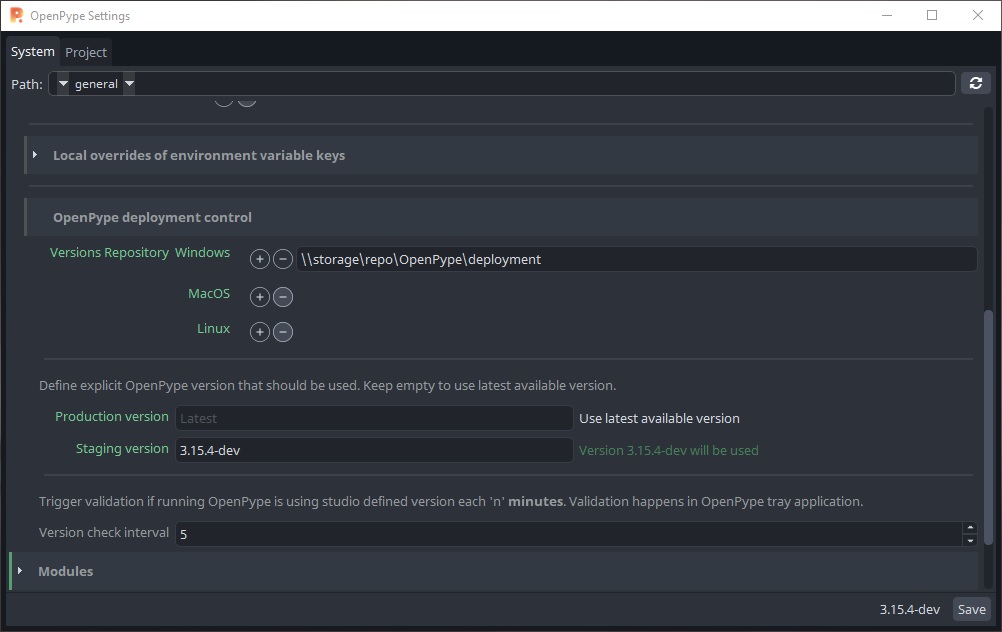 OpenPype Settings
System Project
Path: general
Local overrides of environment variable keys
OpenPype deployment control
Versions Repository Windows \\storage\repo\OpenPype\deployment
MacOS
Linux
Define explicit OpenPype version that should be used. Keep empty to use latest available version.
Production version Latest Use latest available version
Staging version 3.15.4-dev Version 3.15.4-dev will be used
Trigger validation if running OpenPype is using studio defined version each 'n' minutes. Validation happens in OpenPype tray application.
Version check interval 5
Modules
3.15.4-dev Save